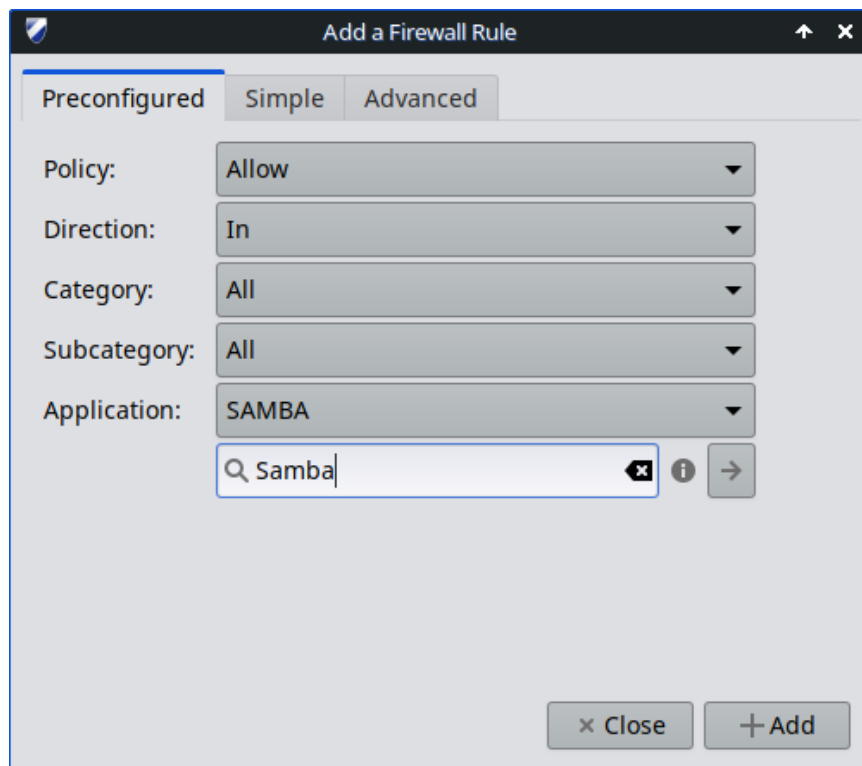 Add a Firewall Rule
Preconfigured Simple Advanced
Policy: Allow
Direction: In
Category: All
Subcategory: All
Application: SAMBA
Samba
Close Add